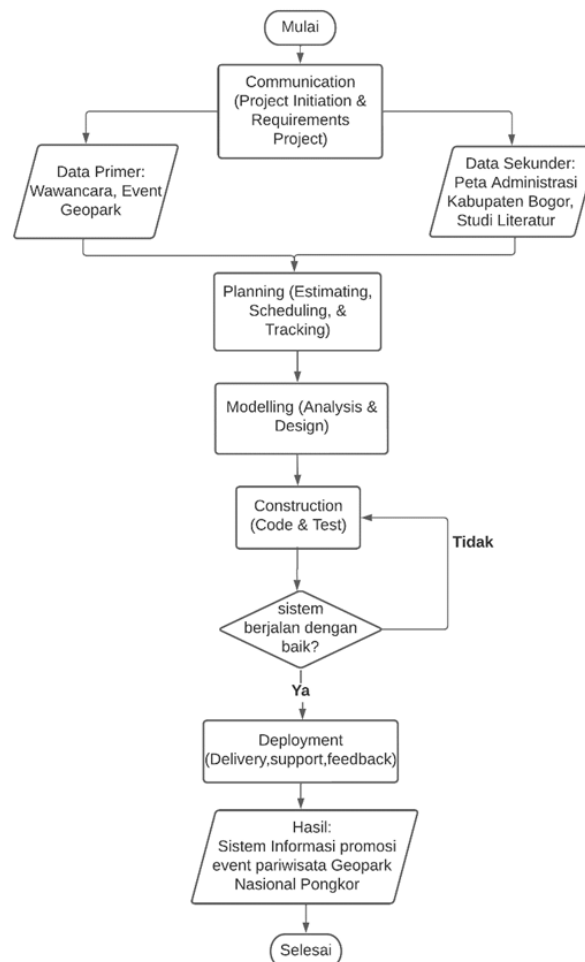 Mulai
Communication
(Project Initiation &
Requirements
Project)
Data Primer:
Wawancara, Event
Geopark
Data Sekunder:
Peta Administrasi
Kabupaten Bogor,
Studi Literatur
Planning (Estimating,
Scheduling, &
Tracking)
Modelling (Analysis &
Design)
Construction
(Code & Test)
Tidak
sistem
berjalan dengan
baik?
Ya
Deployment
(Delivery,support,feedback)
Hasil:
Sistem Informasi promosi
event pariwisata Geopark
Nasional Pongkor
Selesai